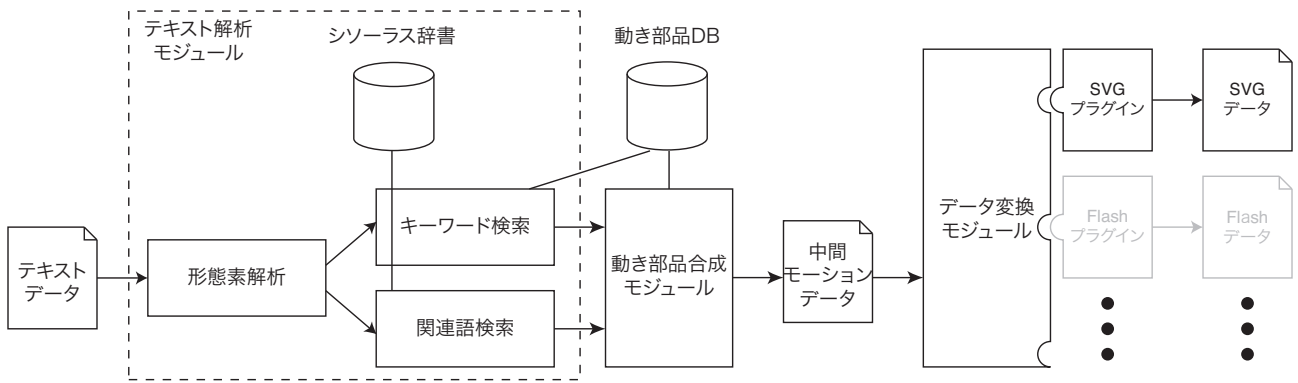 テキスト解析
モジュール
シソーラス辞書
動き部品DB
テキスト
データ
形態素解析
キーワード検索
関連語検索
動き部品合成
モジュール
中間
モーション
データ
データ変換
モジュール
SVG
プラグイン
SVG
データ
Flash
プラグイン
Flash
データ